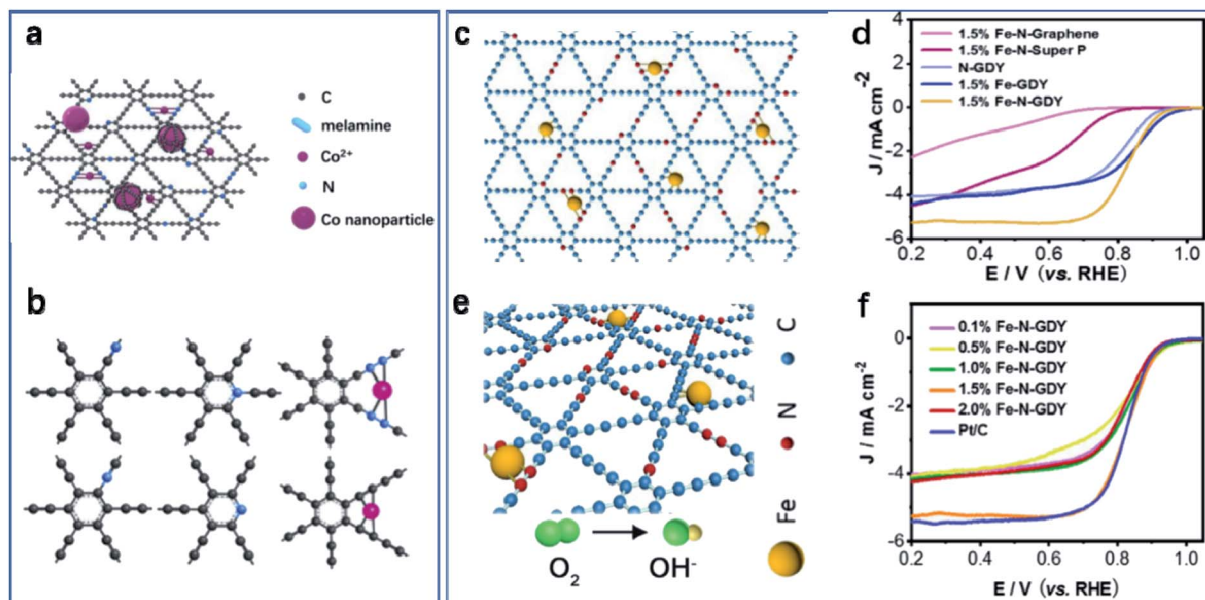 a
C
melamine
Co²⁺
N
Co nanoparticle
b
c
d
1.5% Fe-N-Graphene
1.5% Fe-N-Super P
N-GDY
1.5% Fe-GDY
1.5% Fe-N-GDY
J / mA cm⁻²
4
2
0
−2
−4
−6
0.2 0.4 0.6 0.8 1.0
E / V (vs. RHE)
e
C
N
Fe
O₂ OH⁻
f
0.1% Fe-N-GDY
0.5% Fe-N-GDY
1.0% Fe-N-GDY
1.5% Fe-N-GDY
2.0% Fe-N-GDY
Pt/C
J / mA cm⁻²
0
−2
−4
−6
0.2 0.4 0.6 0.8 1.0
E / V (vs. RHE)